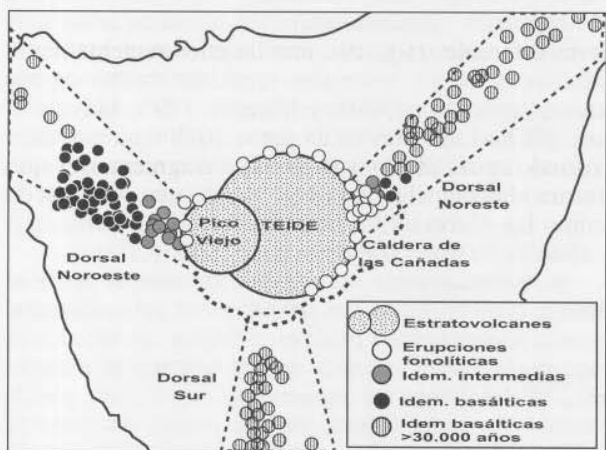 Dorsal
Noroeste
Pico
Viejo
TEIDE
Dorsal
Noreste
Caldera de
las Cañadas
Dorsal
Sur
Estratovolcanes
Erupciones
fonolíticas
Idem. intermedias
Idem. basálticas
Idem basálticas
>30.000 años